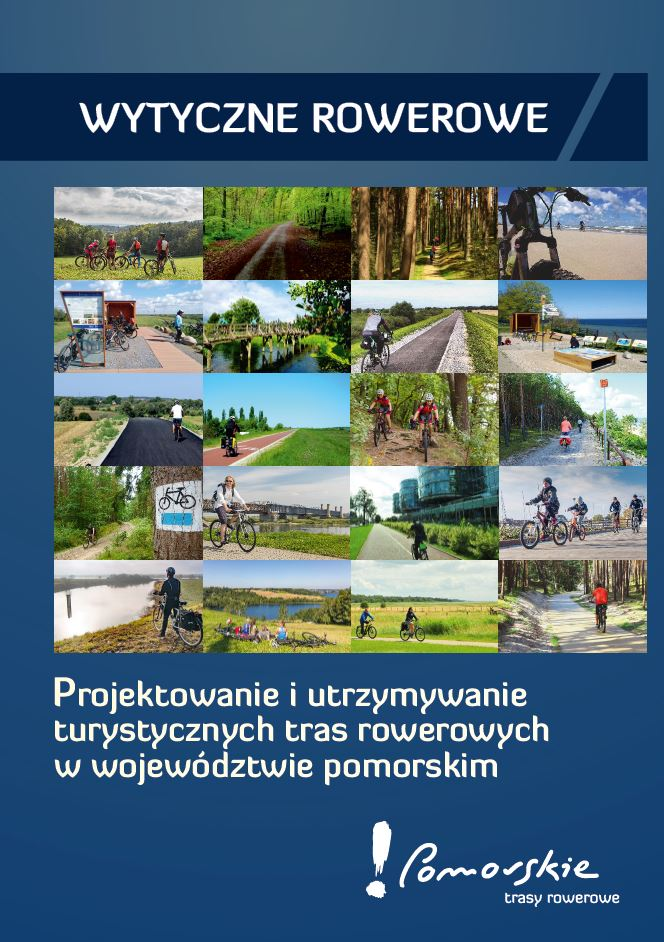 WYTYCZNE ROWEROWE
Projektowanie i utrzymywanie
turystycznych tras rowerowych
w województwie pomorskim
! Pomorskie
trasy rowerowe